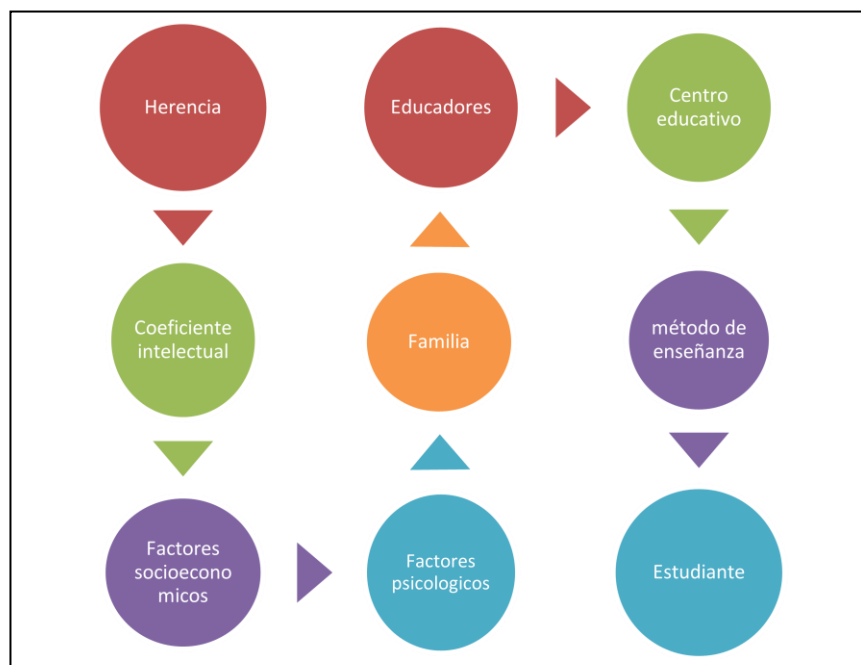 Herencia
Coeficiente
intelectual
Factores
socioecono
micos
Factores
psicologicos
Familia
Educadores
Centro
educativo
método de
enseñanza
Estudiante